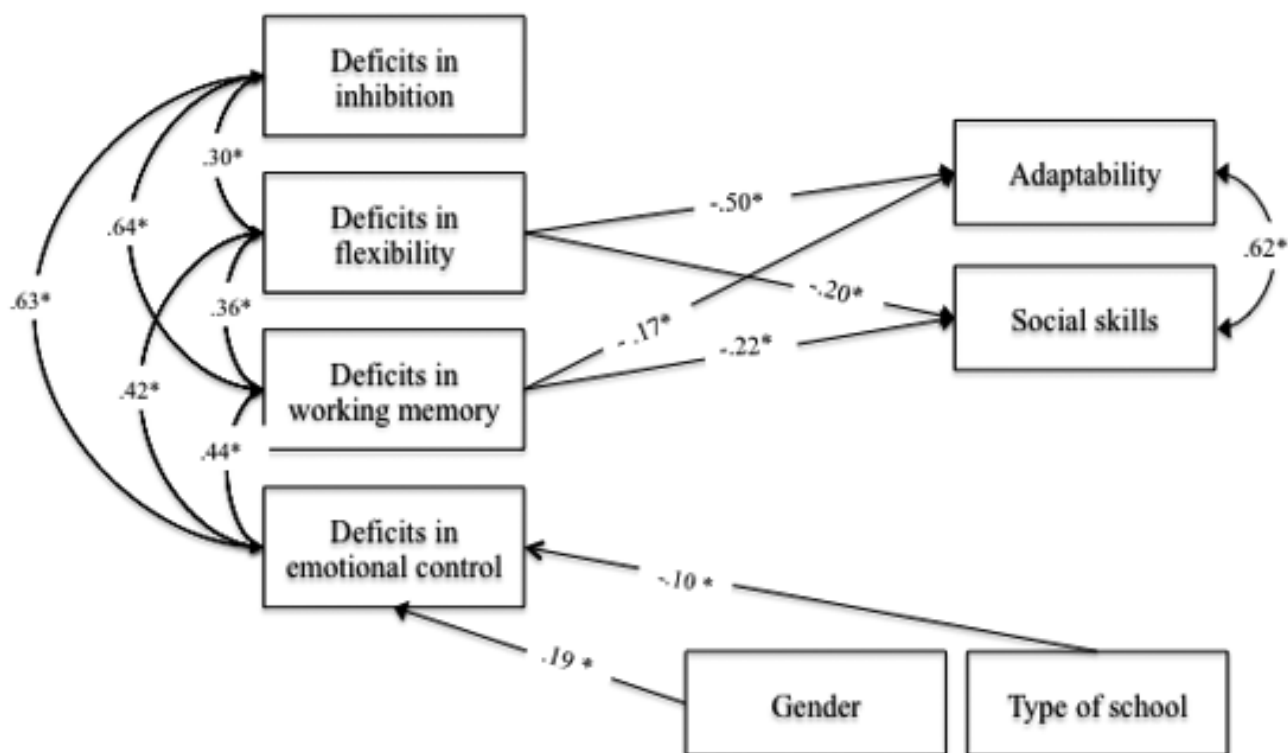 Deficits in
inhibition
.30*
Deficits in
flexibility
.64*
.63*
.36*
.42*
Deficits in
working memory
.44*
Deficits in
emotional control
-.50*
-.20*
- .17*
-.22*
Adaptability
.62*
Social skills
-.10 *
.19 *
Gender
Type of school